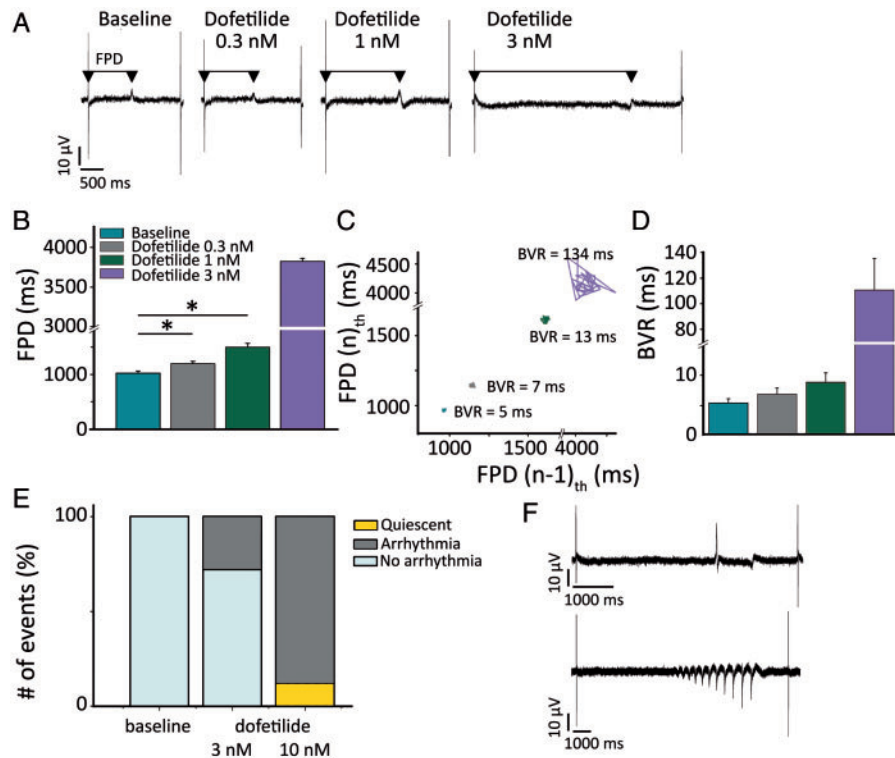 A
Baseline
Dofetilide
0.3 nM
Dofetilide
1 nM
Dofetilide
3 nM
FPD
10 µV
500 ms
B
Baseline
Dofetilide 0.3 nM
Dofetilide 1 nM
Dofetilide 3 nM
FPD (ms)
4000
3500
3000
1000
0
*
*
C
FPD (n)th (ms)
4500
4000
1500
1000
BVR = 134 ms
BVR = 13 ms
BVR = 7 ms
BVR = 5 ms
1000
1500
4000
FPD (n-1)th (ms)
D
BVR (ms)
140
120
100
80
60
10
5
0
E
# of events (%)
100
0
baseline
dofetilide
3 nM
10 nM
Quiescent
Arrhythmia
No arrhythmia
F
10 µV
1000 ms
10 µV
1000 ms